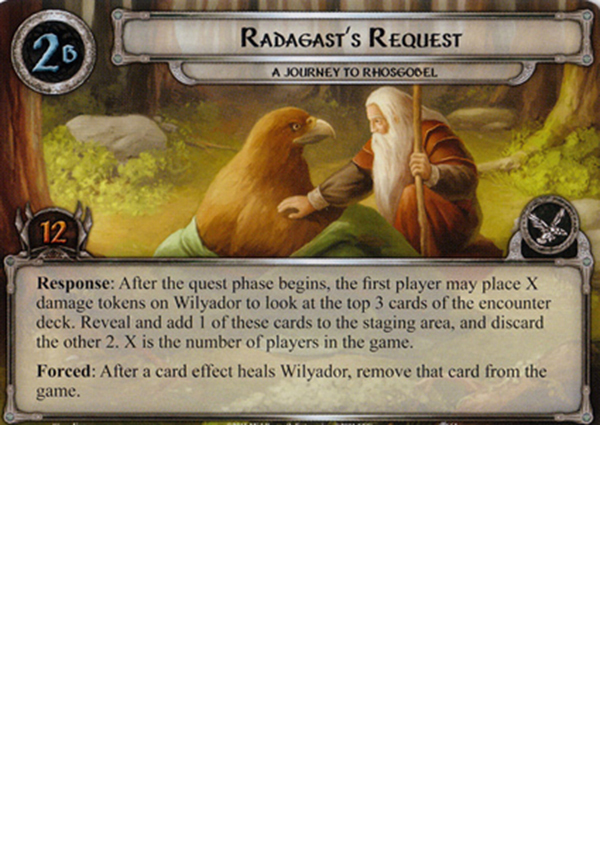 2B
RADAGAST'S REQUEST
A JOURNEY TO RHOSGOBEL
12
Response: After the quest phase begins, the first player may place X
damage tokens on Wilyador to look at the top 3 cards of the encounter
deck. Reveal and add 1 of these cards to the staging area, and discard
the other 2. X is the number of players in the game.
Forced: After a card effect heals Wilyador, remove that card from the
game.